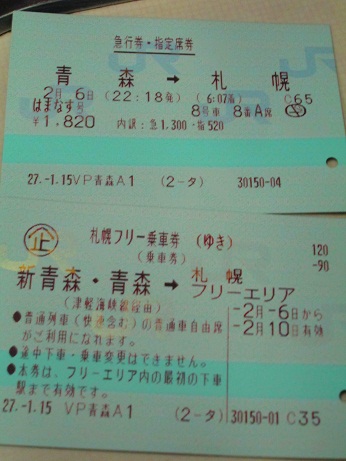 急行券・指定席券
青森 → 札幌
2月 6日 (22:18発) (6:07着) C65
はまなす号 8号車 8番A席
¥1,820 内訳:急1,300・指520
27.-1.15 VP青森A1 (2-タ) 30150-04
企 札幌フリー乗車券 (ゆき) 120
(乗車券) -90
新青森・青森 → 札幌
(津軽海峡線経由) フリーエリア
-2月-6日から
●普通列車(快速含む)の普通車自由席 -2月10日有効
がご利用になれます。
●途中下車・乗車変更はできません。
●本券は、フリーエリア内の最初の下車
駅まで有効です。
27.-1.15 VP青森A1 (2-タ) 30150-01 C35